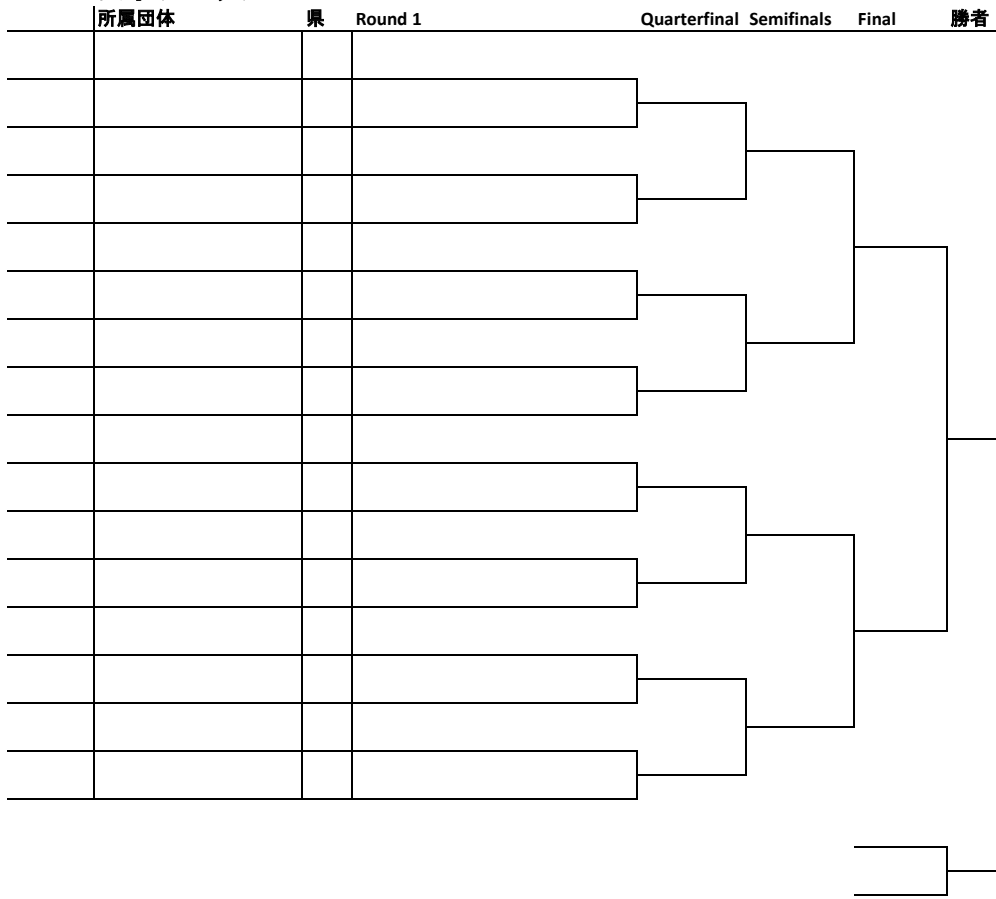 所属団体 県 Round 1 Quarterfinal Semifinals Final 勝者